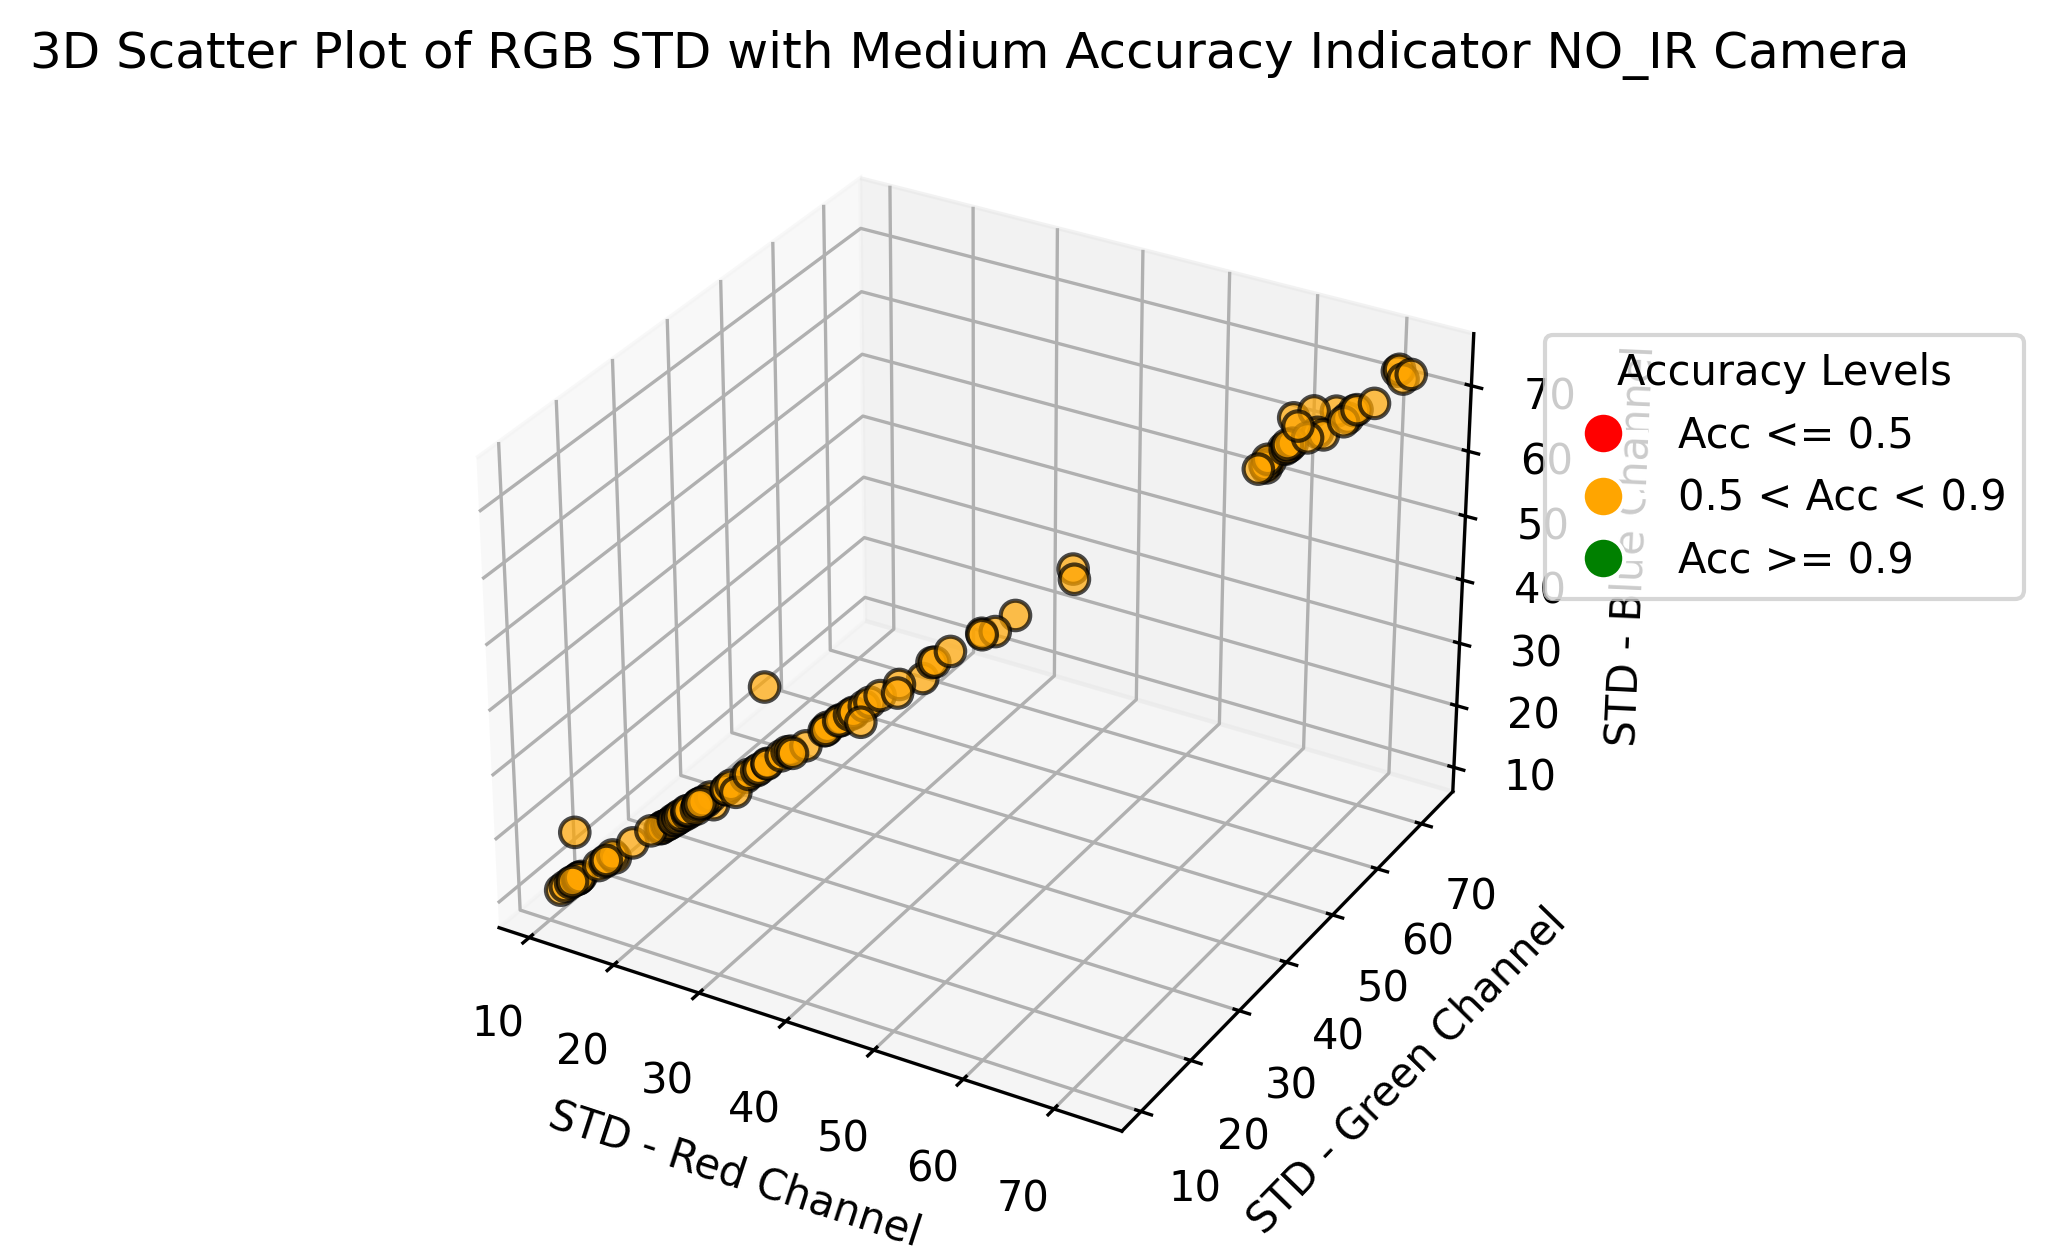 3D Scatter Plot of RGB STD with Medium Accuracy Indicator NO_IR Camera
Accuracy Levels
Acc <= 0.5
0.5 < Acc < 0.9
Acc >= 0.9
70
60
50
40
30
20
10
STD - Blue Channel
70
60
50
40
30
20
10
STD - Green Channel
10
20
30
40
50
60
70
STD - Red Channel